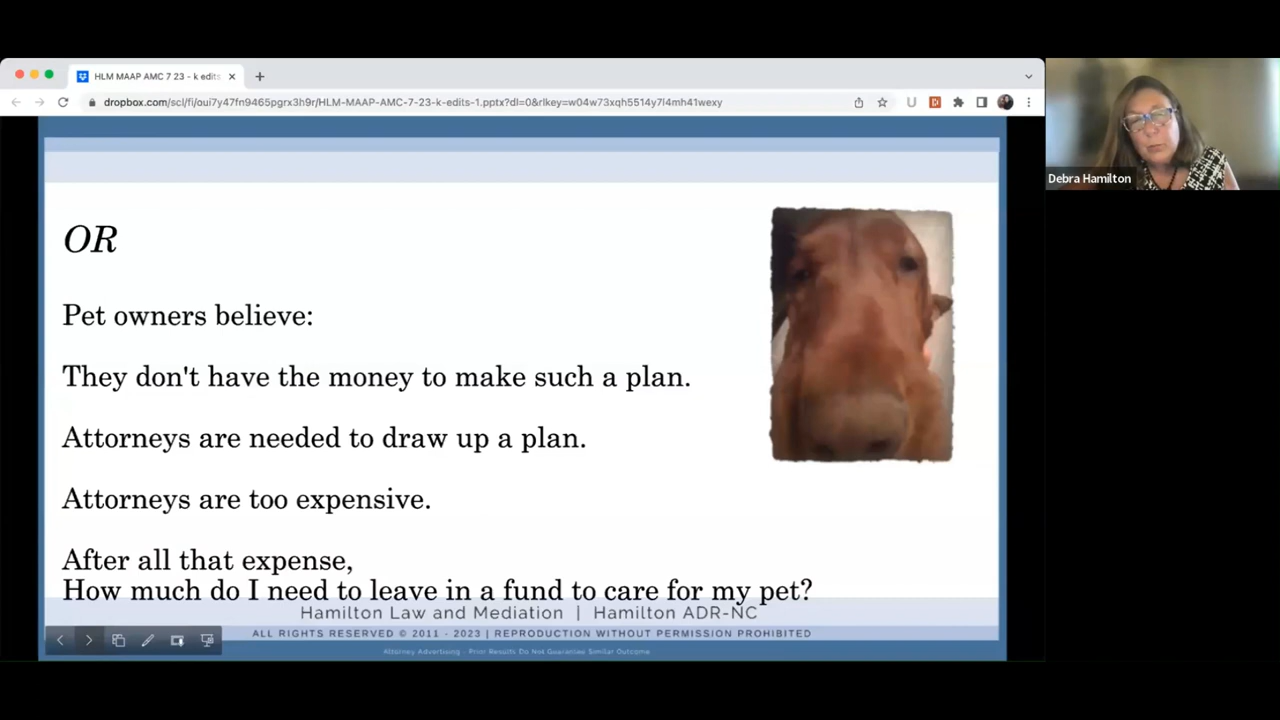 HLM MAAP AMC 7 23 - k edits
dropbox.com/scl/fi/oui7y47fn9465pgrx3h9r/HLM-MAAP-AMC-7-23-k-edits-1.pptx?dl=0&rlkey=w04w73xqh5514y7l4mh41wexy
Debra Hamilton
OR
Pet owners believe:
They don't have the money to make such a plan.
Attorneys are needed to draw up a plan.
Attorneys are too expensive.
After all that expense,
How much do I need to leave in a fund to care for my pet?
Hamilton Law and Mediation | Hamilton ADR-NC
ALL RIGHTS RESERVED © 2011 - 2023 | REPRODUCTION WITHOUT PERMISSION PROHIBITED
Attorney Advertising - Prior Results Do Not Guarantee Similar Outcome